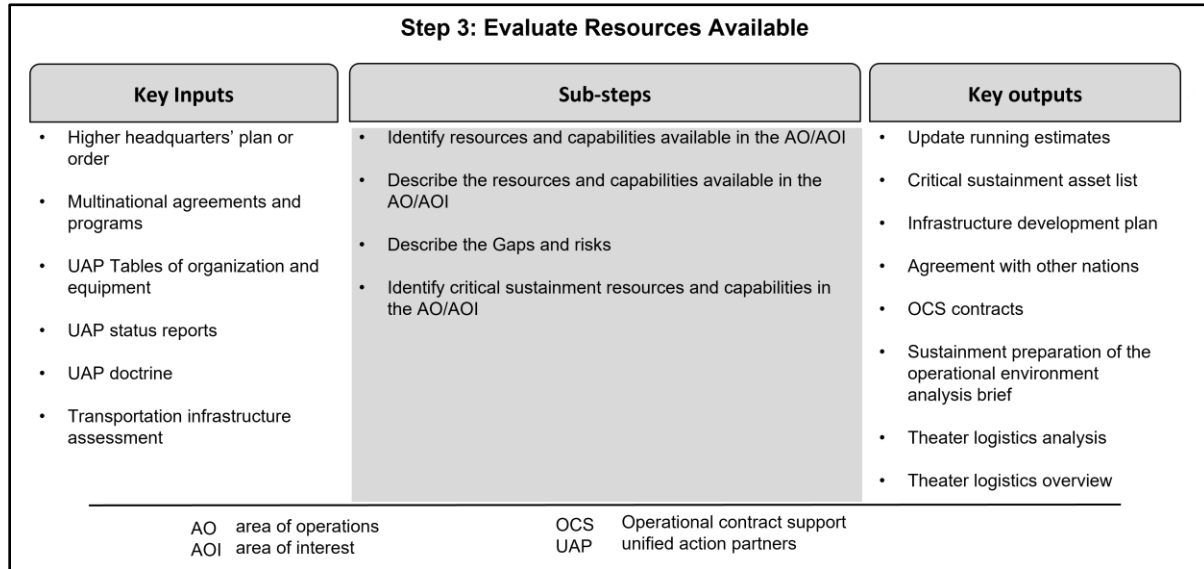 Step 3: Evaluate Resources Available
Key Inputs
• Higher headquarters' plan or
order
• Multinational agreements and
programs
• UAP Tables of organization and
equipment
• UAP status reports
• UAP doctrine
• Transportation infrastructure
assessment
Sub-steps
• Identify resources and capabilities available in the AO/AOI
• Describe the resources and capabilities available in the
AO/AOI
• Describe the Gaps and risks
• Identify critical sustainment resources and capabilities in
the AO/AOI
Key outputs
• Update running estimates
• Critical sustainment asset list
• Infrastructure development plan
• Agreement with other nations
• OCS contracts
• Sustainment preparation of the
operational environment
analysis brief
• Theater logistics analysis
• Theater logistics overview
AO area of operations
AOI area of interest
OCS Operational contract support
UAP unified action partners